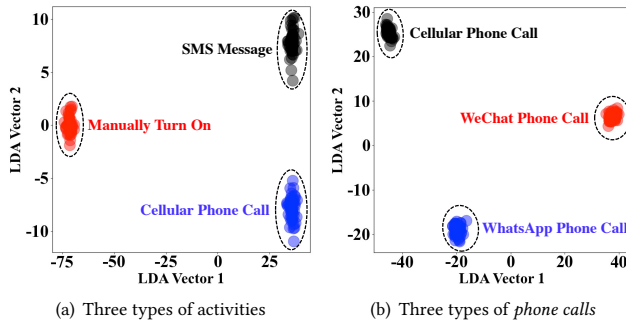 10
5
0
-5
-10
LDA Vector 2
SMS Message
Manually Turn On
Cellular Phone Call
-75
-50
-25
0
25
LDA Vector 1
(a) Three types of activities
30
20
10
0
-10
-20
LDA Vector 2
Cellular Phone Call
WeChat Phone Call
WhatsApp Phone Call
-40
-20
0
20
40
LDA Vector 1
(b) Three types of phone calls